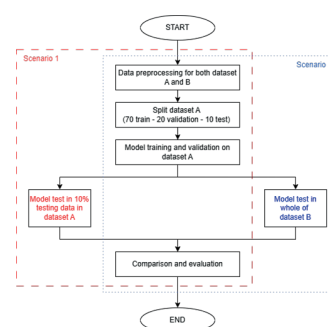 START
Scenario 1
Scenario
Data preprocessing for both dataset
A and B
Split dataset A
(70 train - 20 validation - 10 test)
Model training and validation on
dataset A
Model test in 10%
testing data in
dataset A
Model test in
whole of
dataset B
Comparison and evaluation
END